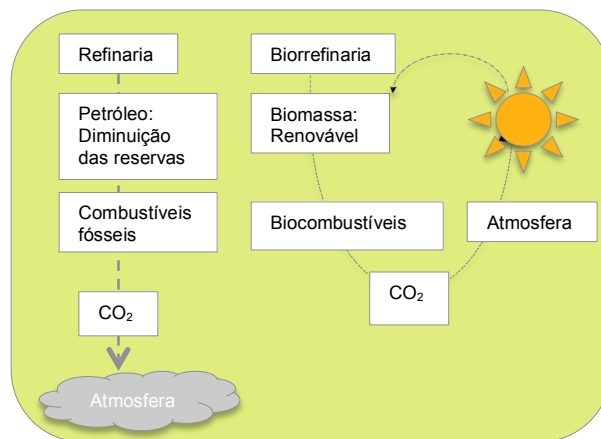 Refinaria
Petróleo:
Diminuição
das reservas
Combustíveis
fósseis
CO₂
Atmosfera
Biorrefinaria
Biomassa:
Renovável
Biocombustíveis
CO₂
Atmosfera